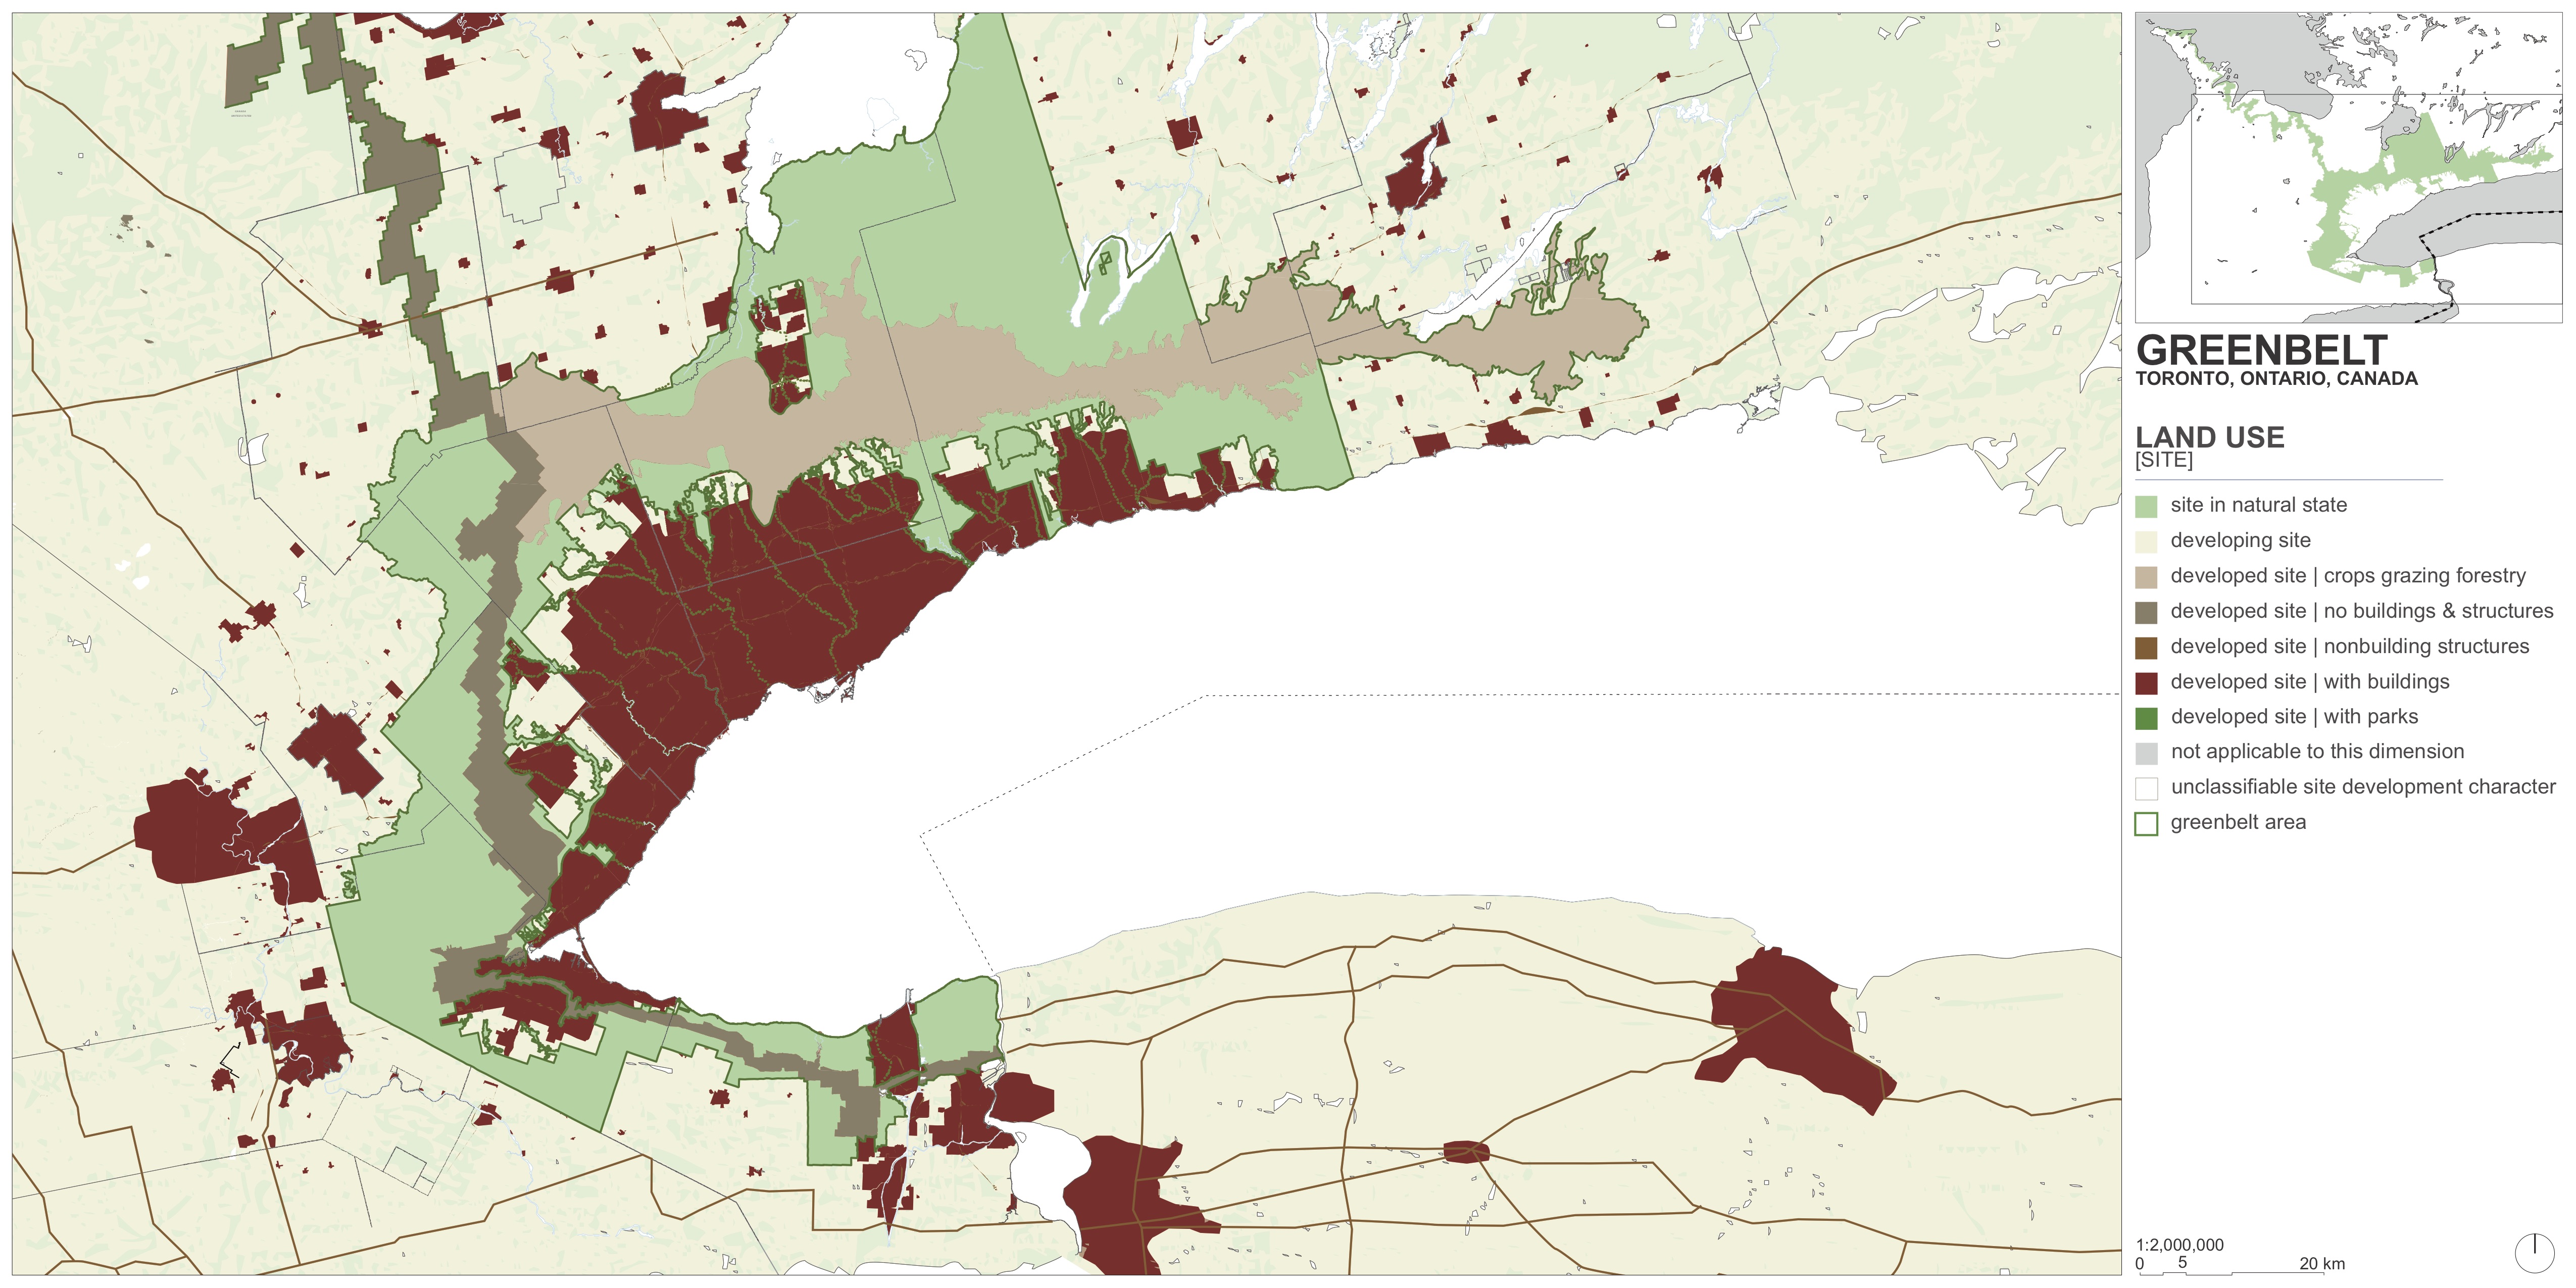 GREENBELT
TORONTO, ONTARIO, CANADA
LAND USE
[SITE]
site in natural state
developing site
developed site | crops grazing forestry
developed site | no buildings & structures
developed site | nonbuilding structures
developed site | with buildings
developed site | with parks
not applicable to this dimension
unclassifiable site development character
greenbelt area
1:2,000,000
0 5 20 km